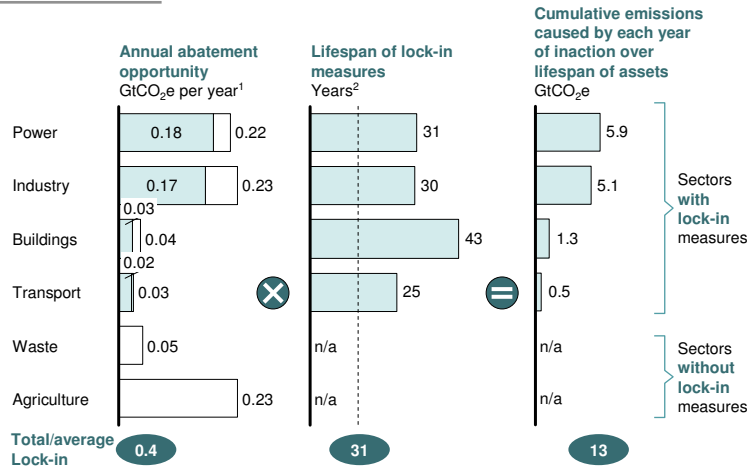 Annual abatement
opportunity
GtCO₂e per year¹
Lifespan of lock-in
measures
Years²
Cumulative emissions
caused by each year
of inaction over
lifespan of assets
GtCO₂e
Power
0.18
0.22
31
5.9
Industry
0.17
0.23
30
5.1
Buildings
0.03
0.04
43
1.3
Transport
0.02
0.03
25
0.5
Waste
0.05
n/a
n/a
Agriculture
0.23
n/a
n/a
Sectors
with
lock-in
measures
Sectors
without
lock-in
measures
Total/average
Lock-in
0.4
31
13